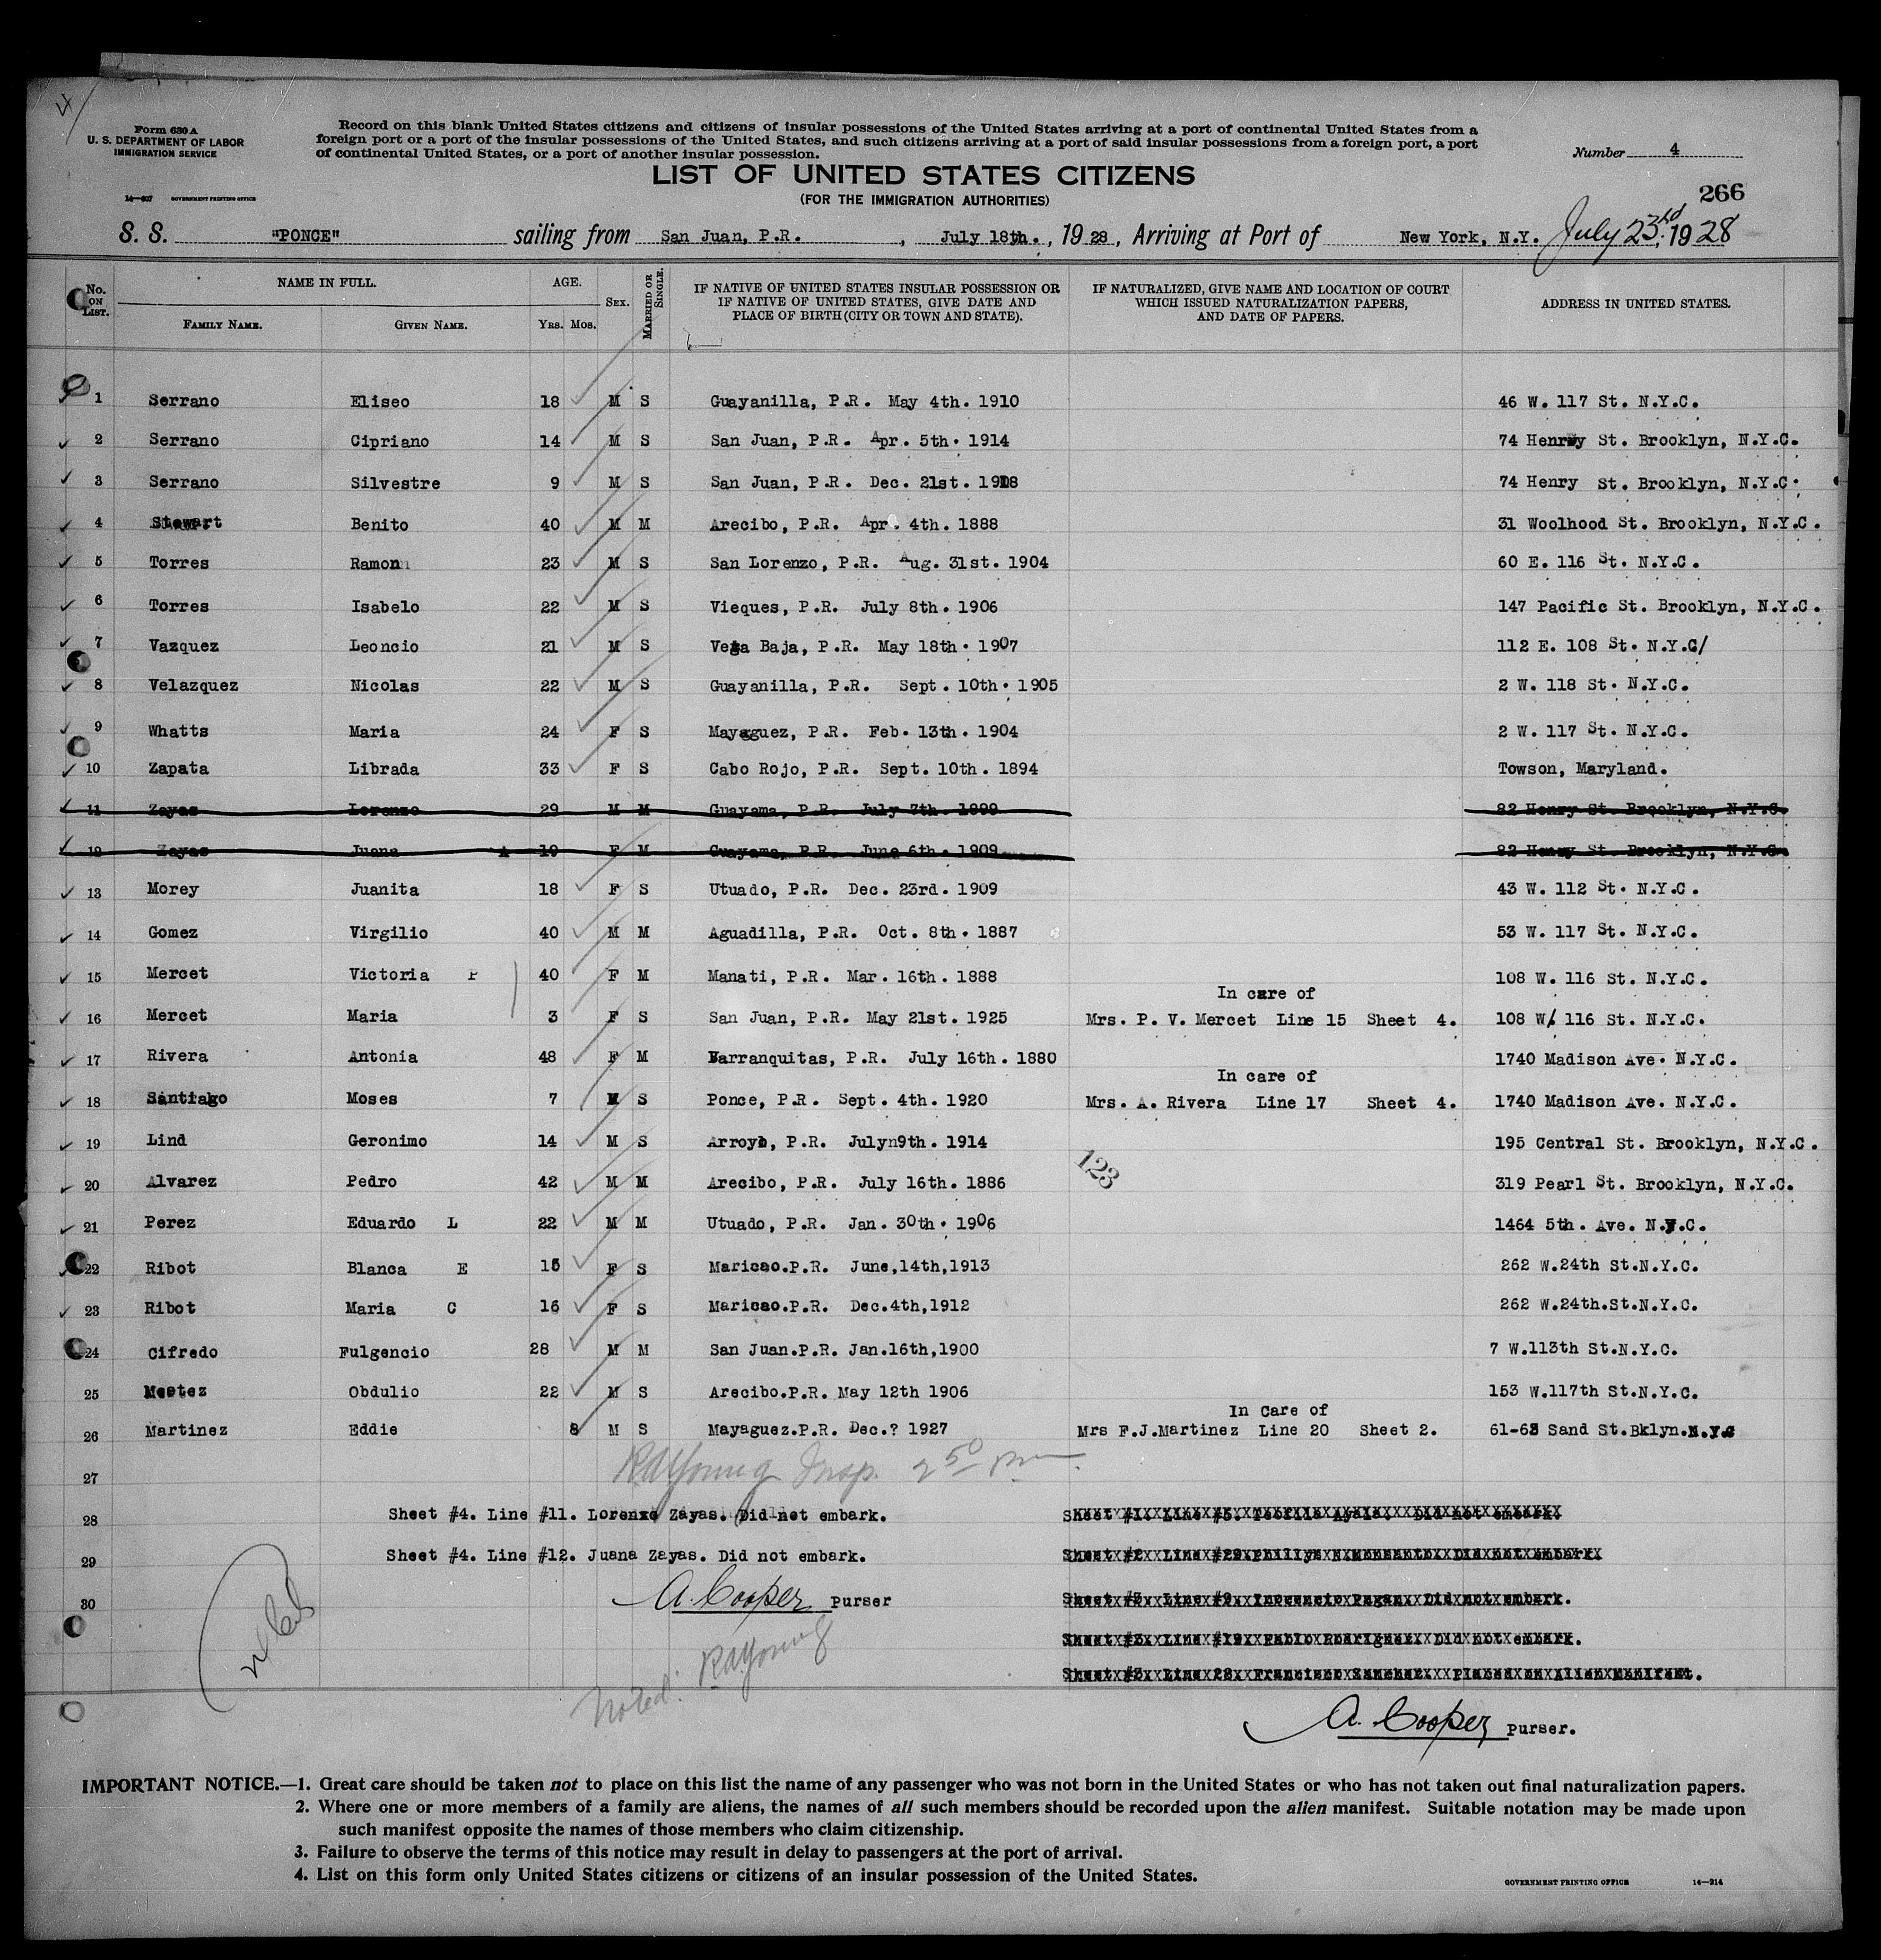 Form 630 A
U. S. DEPARTMENT OF LABOR
IMMIGRATION SERVICE
14—607 GOVERNMENT PRINTING OFFICE
Record on this blank United States citizens and citizens of insular possessions of the United States arriving at a port of continental United States from a
foreign port or a port of the insular possessions of the United States, and such citizens arriving at a port of said insular possessions from a foreign port, a port
of continental United States, or a port of another insular possession.
Number 4
LIST OF UNITED STATES CITIZENS
(FOR THE IMMIGRATION AUTHORITIES)
266
S. S. "PONCE" sailing from San Juan, P.R. , July 18th. , 19 28 , Arriving at Port of New York, N.Y. July 23rd, 1928
No. ON LIST.
NAME IN FULL.
FAMILY NAME. GIVEN NAME.
AGE.
YRS. MOS.
SEX.
MARRIED OR SINGLE.
IF NATIVE OF UNITED STATES INSULAR POSSESSION OR
IF NATIVE OF UNITED STATES, GIVE DATE AND
PLACE OF BIRTH (CITY OR TOWN AND STATE).
IF NATURALIZED, GIVE NAME AND LOCATION OF COURT
WHICH ISSUED NATURALIZATION PAPERS,
AND DATE OF PAPERS.
ADDRESS IN UNITED STATES.
1 Serrano Eliseo 18 M S Guayanilla, P.R. May 4th. 1910 46 W. 117 St. N.Y.C.
2 Serrano Cipriano 14 M S San Juan, P.R. Apr. 5th. 1914 74 Henry St. Brooklyn, N.Y.C.
3 Serrano Silvestre 9 M S San Juan, P.R. Dec. 21st. 1918 74 Henry St. Brooklyn, N.Y.C.
4 Stewart Benito 40 M M Arecibo, P.R. Apr. 4th. 1888 31 Woolhood St. Brooklyn, N.Y.C.
5 Torres Ramon 23 M S San Lorenzo, P.R. Aug. 31st. 1904 60 E. 116 St. N.Y.C.
6 Torres Isabelo 22 M S Vieques, P.R. July 8th. 1906 147 Pacific St. Brooklyn, N.Y.C.
7 Vazquez Leoncio 21 M S Vega Baja, P.R. May 18th. 1907 112 E. 108 St. N.Y.C/
8 Velazquez Nicolas 22 M S Guayanilla, P.R. Sept. 10th. 1905 2 W. 118 St. N.Y.C.
9 Whatts Maria 24 F S Mayaguez, P.R. Feb. 13th. 1904 2 W. 117 St. N.Y.C.
10 Zapata Librada 33 F S Cabo Rojo, P.R. Sept. 10th. 1894 Towson, Maryland.
11 Zayas Lorenzo 29 M M Guayama, P.R. July 7th. 1899 82 Henry St. Brooklyn, N.Y.C.
12 Zayas Juana A 19 F M Guayama, P.R. June 6th. 1909 82 Henry St. Brooklyn, N.Y.C.
13 Morey Juanita 18 F S Utuado, P.R. Dec. 23rd. 1909 43 W. 112 St. N.Y.C.
14 Gomez Virgilio 40 M M Aguadilla, P.R. Oct. 8th. 1887 53 W. 117 St. N.Y.C.
15 Mercet Victoria P 40 F M Manati, P.R. Mar. 16th. 1888 108 W. 116 St. N.Y.C.
In care of
16 Mercet Maria 3 F S San Juan, P.R. May 21st. 1925 Mrs. P. V. Mercet Line 15 Sheet 4. 108 W/ 116 St. N.Y.C.
17 Rivera Antonia 48 F M Barranquitas, P.R. July 16th. 1880 1740 Madison Ave. N.Y.C.
In care of
18 Santiago Moses 7 M S Ponce, P.R. Sept. 4th. 1920 Mrs. A. Rivera Line 17 Sheet 4. 1740 Madison Ave. N.Y.C.
19 Lind Geronimo 14 M S Arroyo, P.R. Julyn9th. 1914 195 Central St. Brooklyn, N.Y.C.
123
20 Alvarez Pedro 42 M M Arecibo, P.R. July 16th. 1886 319 Pearl St. Brooklyn, N.Y.C.
21 Perez Eduardo L 22 M M Utuado, P.R. Jan. 30th. 1906 1464 5th. Ave. N.Y.C.
22 Ribot Blanca E 15 F S Maricao.P.R. June,14th,1913 262 W.24th St.N.Y.C.
23 Ribot Maria C 16 F S Maricao.P.R. Dec.4th,1912 262 W.24th.St.N.Y.C.
24 Cifredo Fulgencio 28 M M San Juan.P.R. Jan.16th,1900 7 W.113th St.N.Y.C.
25 Obdulio 22 M S Arecibo.P.R. May 12th 1906 153 W.117th St.N.Y.C.
In Care of
26 Martinez Eddie 8 M S Mayaguez.P.R. Dec.? 1927 Mrs F.J.Martinez Line 20 Sheet 2. 61-63 Sand St.Bklyn.N.Y.C
27 RAYoung Insp. 2 50 pm
28 Sheet #4. Line #11. Lorenzo Zayas. Did not embark.
29 Sheet #4. Line #12. Juana Zayas. Did not embark.
30 A. Cooper purser
Noted: RAYoung
A. Cooper purser.
IMPORTANT NOTICE.—1. Great care should be taken not to place on this list the name of any passenger who was not born in the United States or who has not taken out final naturalization papers.
2. Where one or more members of a family are aliens, the names of all such members should be recorded upon the alien manifest. Suitable notation may be made upon
such manifest opposite the names of those members who claim citizenship.
3. Failure to observe the terms of this notice may result in delay to passengers at the port of arrival.
4. List on this form only United States citizens or citizens of an insular possession of the United States.
GOVERNMENT PRINTING OFFICE 14—214